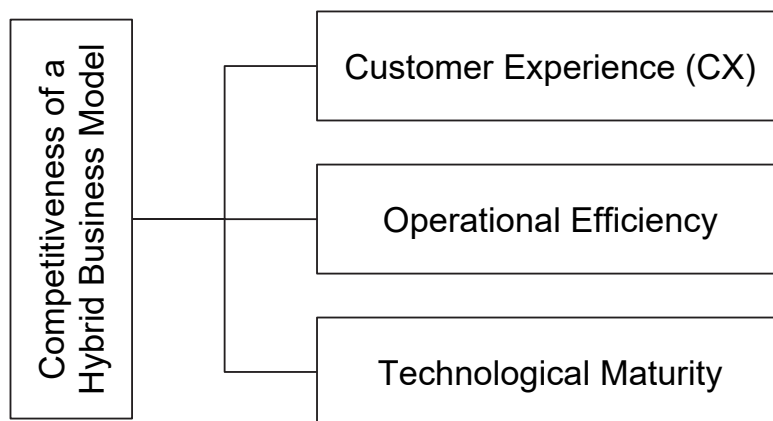 Competitiveness of a
Hybrid Business Model
Customer Experience (CX)
Operational Efficiency
Technological Maturity